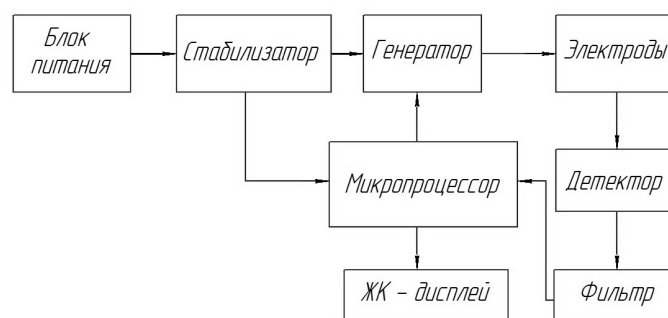 Блок
питания
Стабилизатор
Генератор
Электроды
Микропроцессор
Детектор
ЖК - дисплей
Фильтр